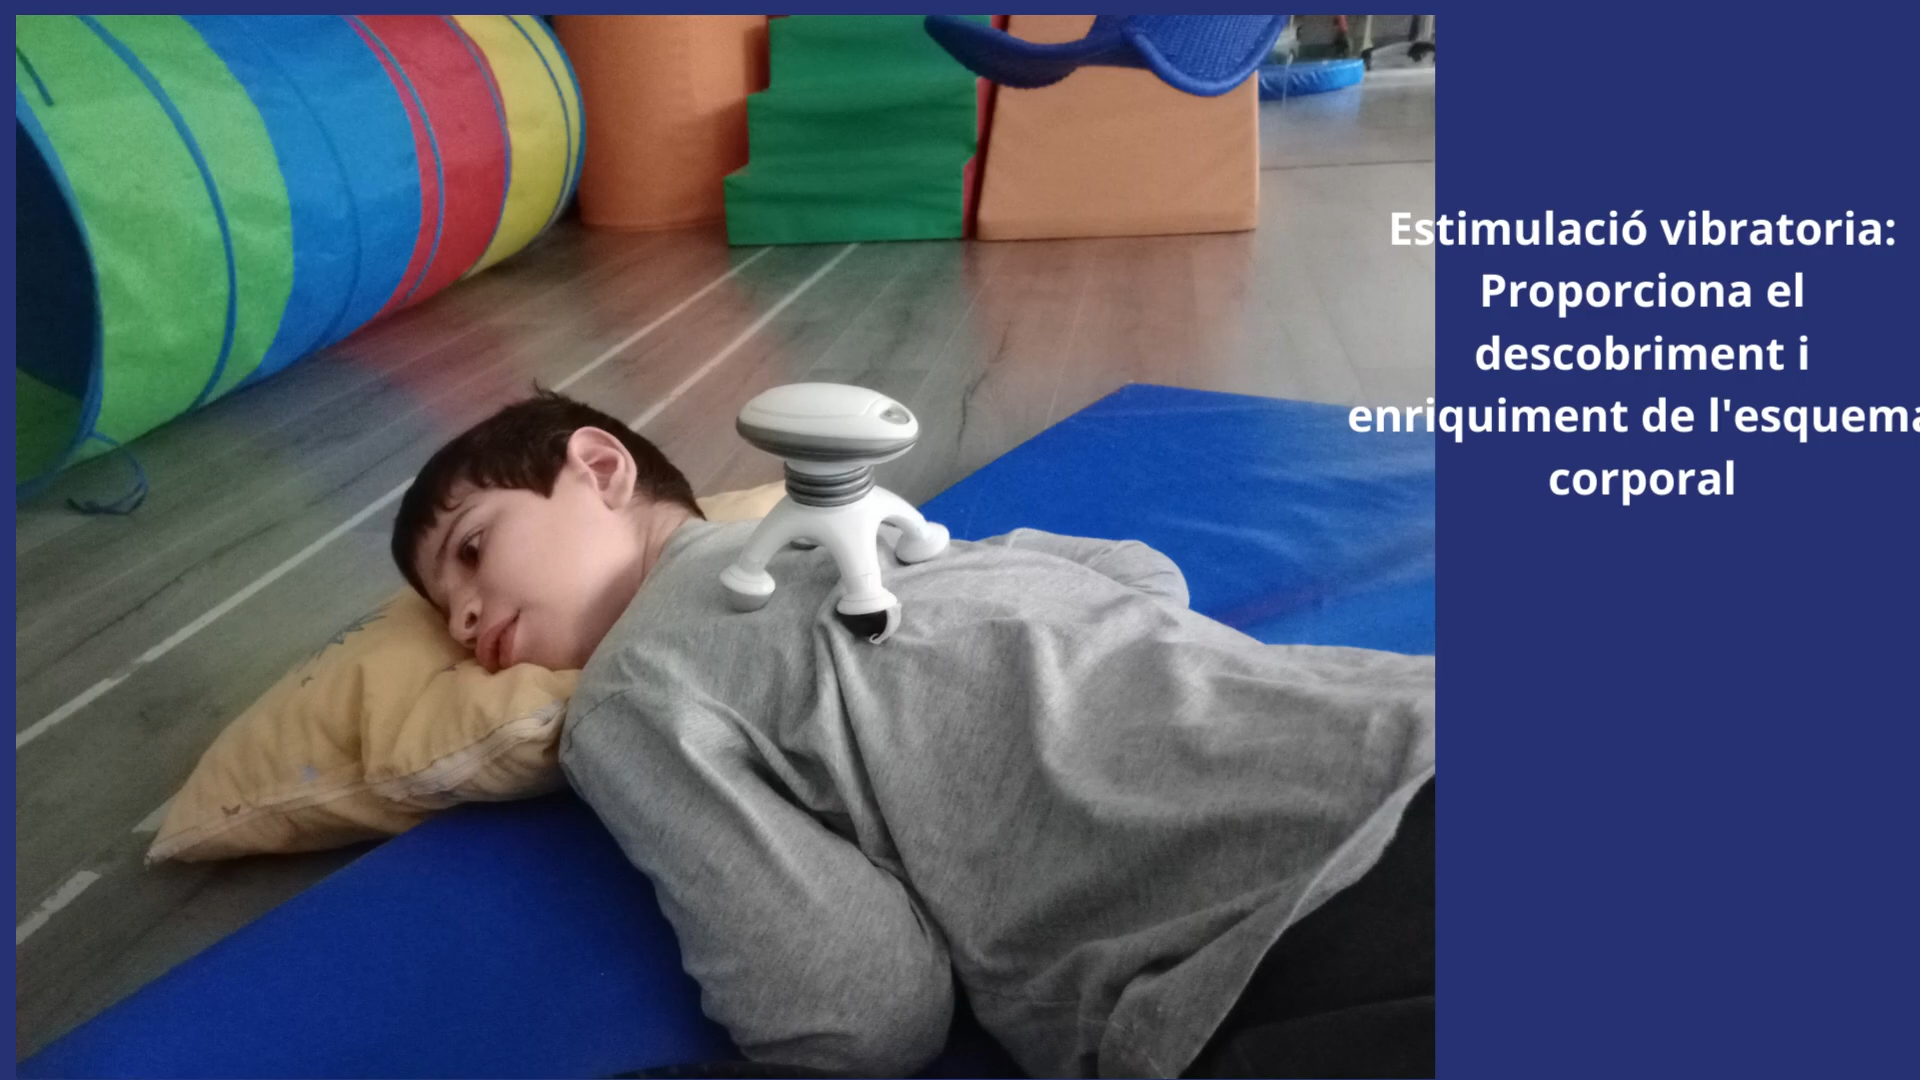 Estimulació vibratoria:
Proporciona el
descobriment i
enriquiment de l'esquema
corporal